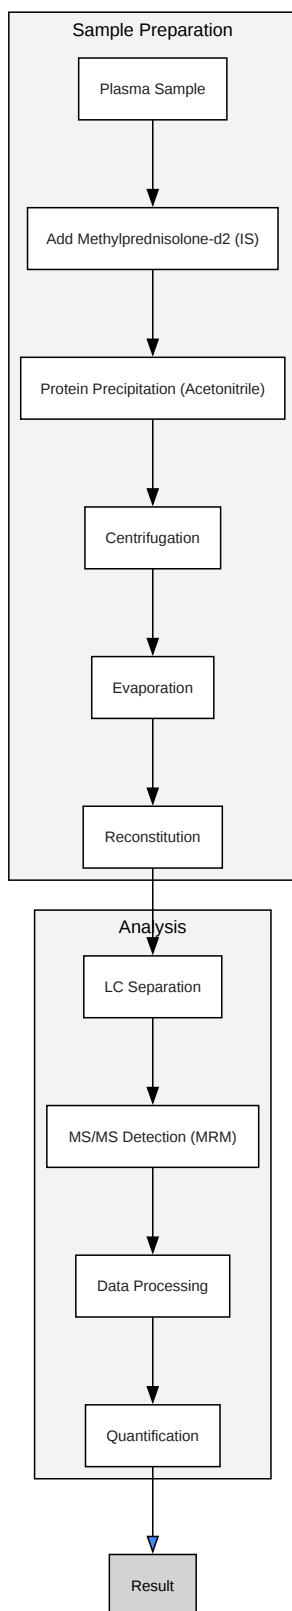 Sample Preparation
Plasma Sample
Add Methylprednisolone-d2 (IS)
Protein Precipitation (Acetonitrile)
Centrifugation
Evaporation
Reconstitution
Analysis
LC Separation
MS/MS Detection (MRM)
Data Processing
Quantification
Result